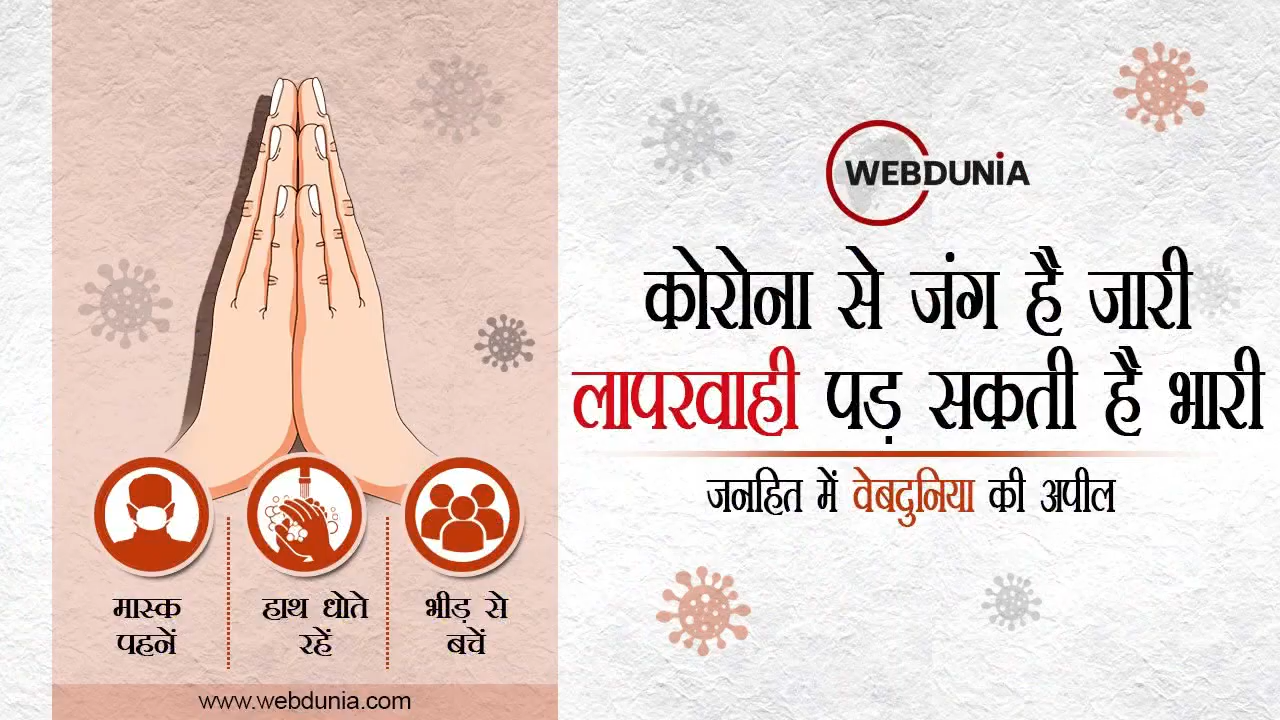 WEBDUNIA
कोरोना से जंग है जारी
लापरवाही पड़ सकती है भारी
जनहित में वेबदुनिया की अपील
मास्क
पहनें
हाथ धोते
रहें
भीड़ से
बचें
www.webdunia.com